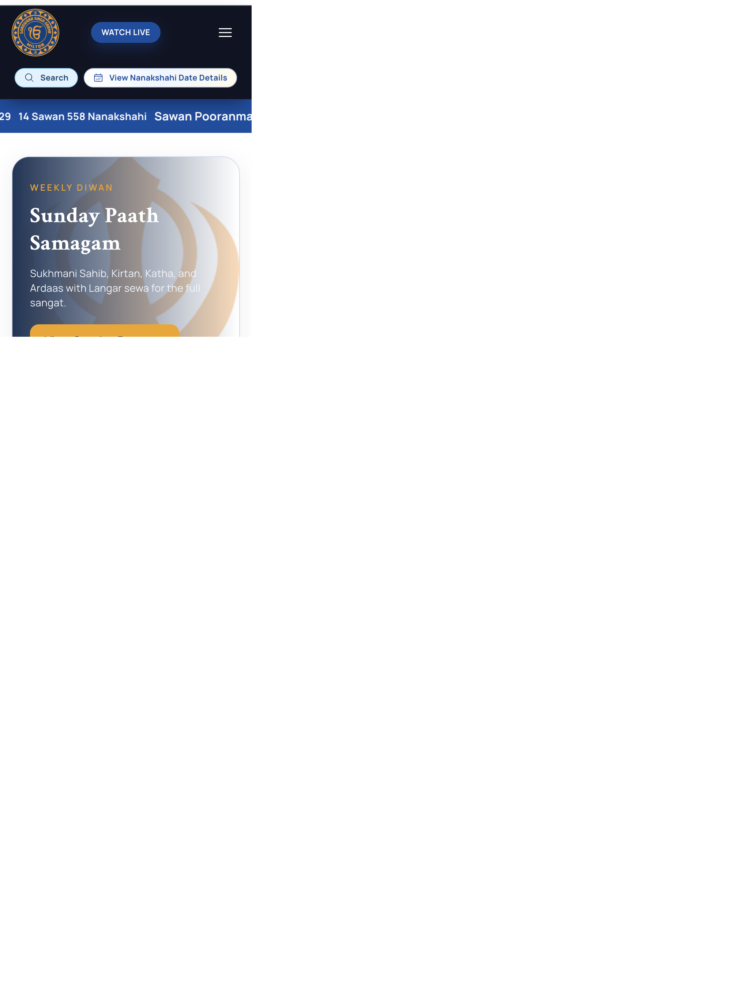 GURDWARA SINGH SABHA
ੴ
MILTON
WATCH LIVE
Search
View Nanakshahi Date Details
29 14 Sawan 558 Nanakshahi Sawan Pooranma
WEEKLY DIWAN
Sunday Paath
Samagam
Sukhmani Sahib, Kirtan, Katha, and
Ardaas with Langar sewa for the full
sangat.